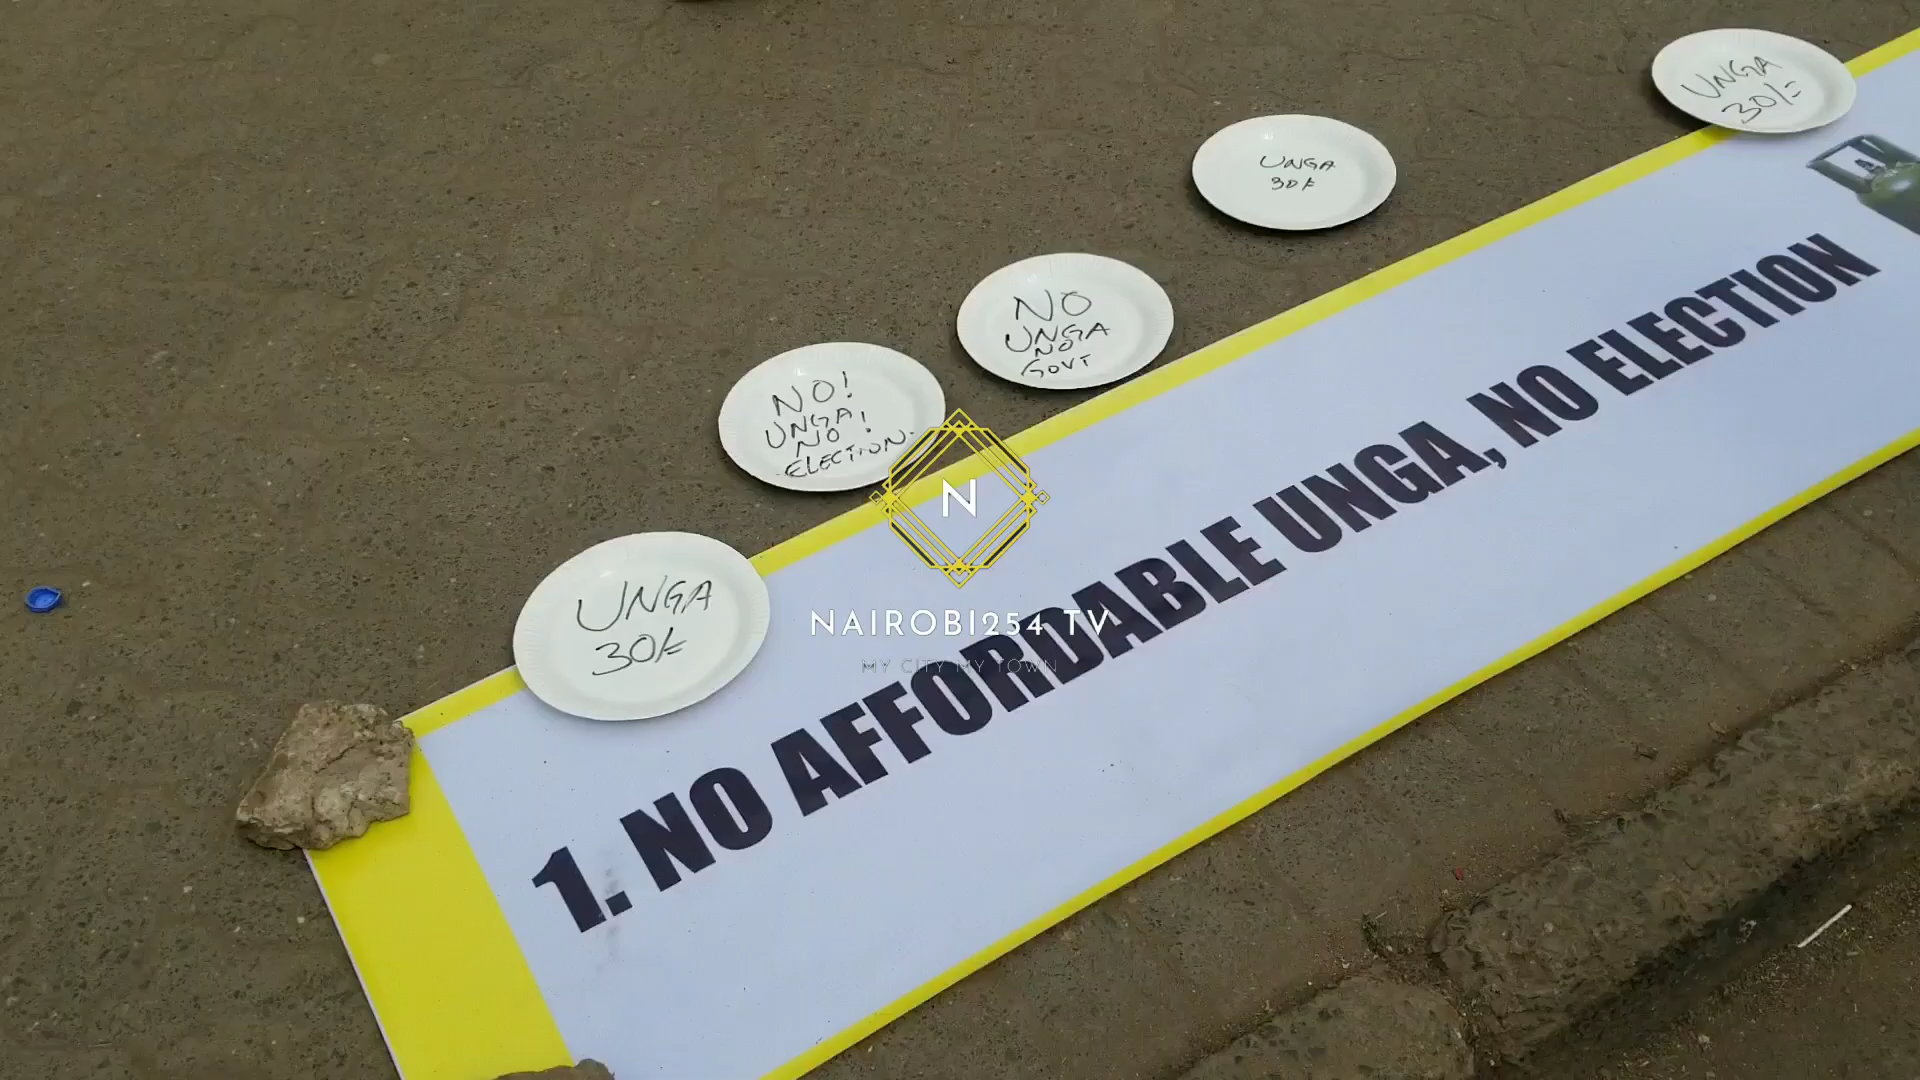 UNGA
30/=
UNGA
30/=
NO
UNGA
NO
GOVT
NO!
UNGA!
NO!
ELECTION.
UNGA
30/=
1. NO AFFORDABLE UNGA, NO ELECTION
N
NAIROBI254 TV
MY CITY MY TOWN